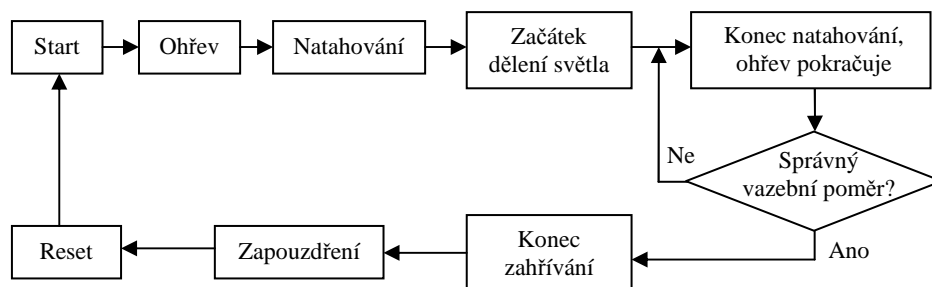 Start
Ohřev
Natahování
Začátek
dělení světla
Konec natahování,
ohřev pokračuje
Správný
vazební poměr?
Ne
Ano
Konec
zahřívání
Zapouzdření
Reset